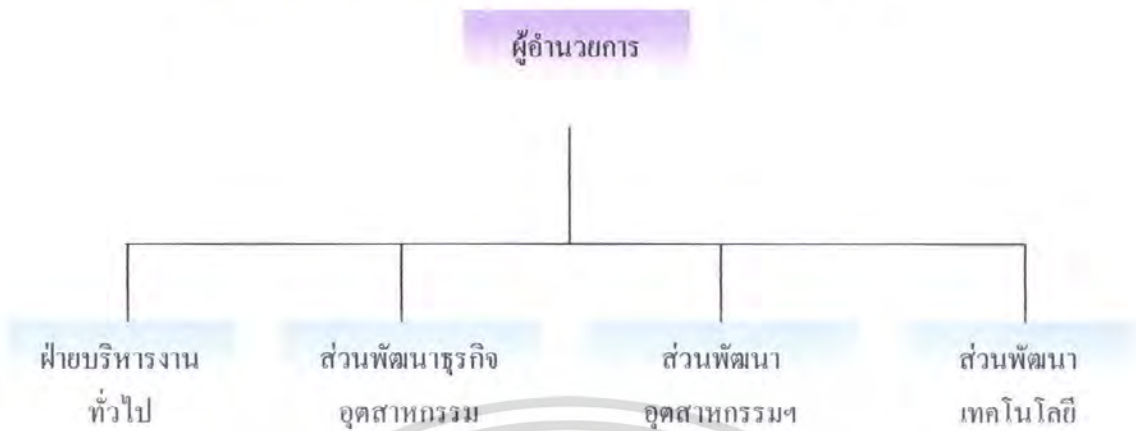 ผู้อำนวยการ
ฝ่ายบริหารงาน
ทั่วไป
ส่วนพัฒนาธุรกิจ
อุตสาหกรรม
ส่วนพัฒนา
อุตสาหกรรมฯ
ส่วนพัฒนา
เทคโนโลยี